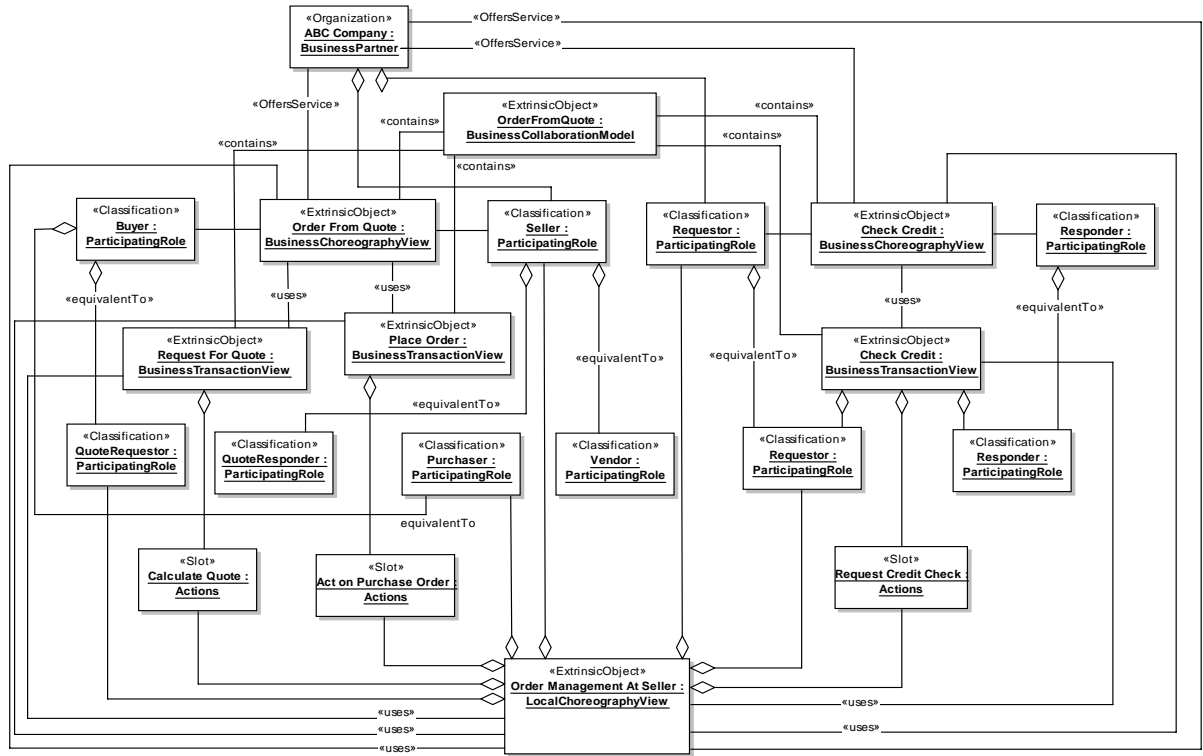 «Organization»
ABC Company :
BusinessPartner
«OffersService»
«OffersService»
«OffersService»
«ExtrinsicObject»
OrderFromQuote :
BusinessCollaborationModel
«contains»
«contains»
«contains»
«contains»
«contains»
«Classification»
Buyer :
ParticipatingRole
«ExtrinsicObject»
Order From Quote :
BusinessChoreographyView
«Classification»
Seller :
ParticipatingRole
«Classification»
Requestor :
ParticipatingRole
«ExtrinsicObject»
Check Credit :
BusinessChoreographyView
«Classification»
Responder :
ParticipatingRole
«equivalentTo»
«uses»
«uses»
«uses»
«equivalentTo»
«ExtrinsicObject»
Request For Quote :
BusinessTransactionView
«ExtrinsicObject»
Place Order :
BusinessTransactionView
«equivalentTo»
«equivalentTo»
«ExtrinsicObject»
Check Credit :
BusinessTransactionView
«equivalentTo»
«Classification»
QuoteRequestor :
ParticipatingRole
«Classification»
QuoteResponder :
ParticipatingRole
«Classification»
Purchaser :
ParticipatingRole
«Classification»
Vendor :
ParticipatingRole
«Classification»
Requestor :
ParticipatingRole
«Classification»
Responder :
ParticipatingRole
equivalentTo
«Slot»
Calculate Quote :
Actions
«Slot»
Act on Purchase Order :
Actions
«Slot»
Request Credit Check :
Actions
«ExtrinsicObject»
Order Management At Seller :
LocalChoreographyView
«uses»
«uses»
«uses»
«uses»
«uses»